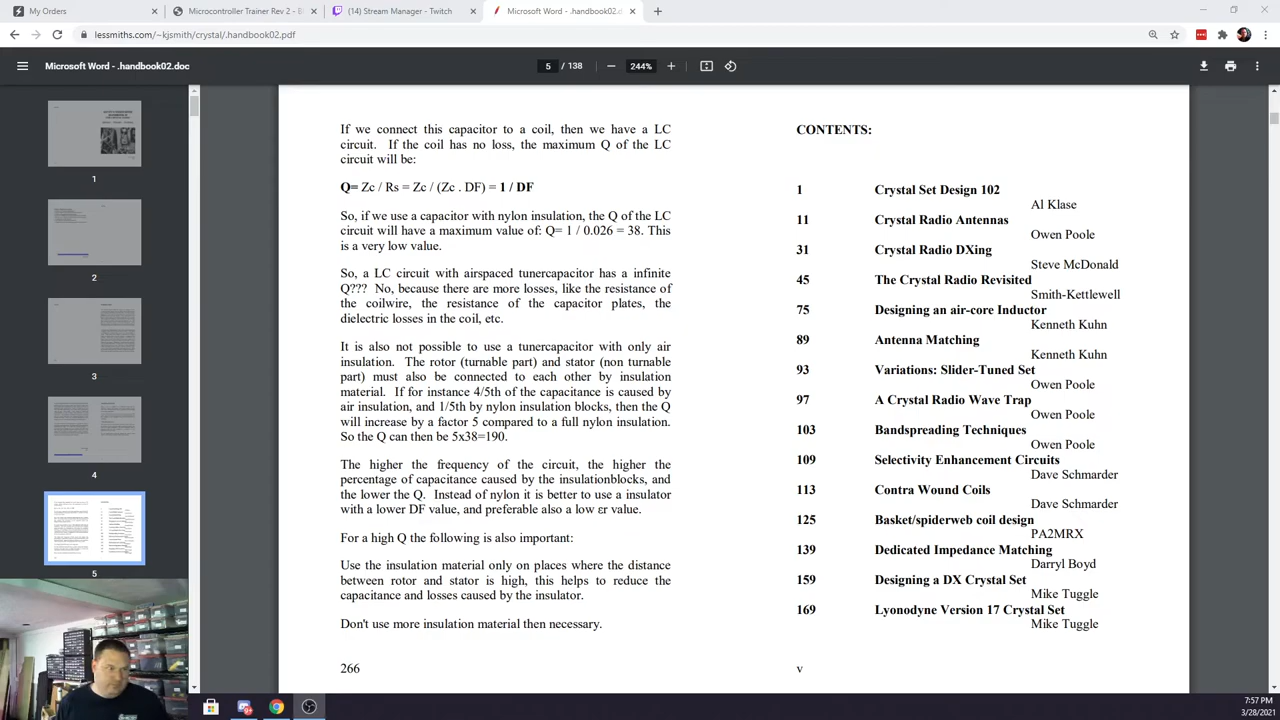 My Orders
Microcontroller Trainer Rev 2 - E
(14) Stream Manager - Twitch
Microsoft Word - .handbook02.d
lessmiths.com/~kjsmith/crystal/.handbook02.pdf
Microsoft Word - .handbook02.doc
5 / 138
244%
1
2
3
4
5
If we connect this capacitor to a coil, then we have a LC
circuit. If the coil has no loss, the maximum Q of the LC
circuit will be:
Q= Zc / Rs = Zc / (Zc . DF) = 1 / DF
So, if we use a capacitor with nylon insulation, the Q of the LC
circuit will have a maximum value of: Q= 1 / 0.026 = 38. This
is a very low value.
So, a LC circuit with airspaced tunercapacitor has a infinite
Q??? No, because there are more losses, like the resistance of
the coilwire, the resistance of the capacitor plates, the
dielectric losses in the coil, etc.
It is also not possible to use a tunercapacitor with only air
insulation. The rotor (turnable part) and stator (non turnable
part) must also be connected to each other by insulation
material. If for instance 4/5th of the capacitance is caused by
air insulation, and 1/5th by nylon insulation blocks, then the Q
will increase by a factor 5 compared to a full nylon insulation.
So the Q can then be 5x38=190.
The higher the frequency of the circuit, the higher the
percentage of capacitance caused by the insulationblocks, and
the lower the Q. Instead of nylon it is better to use a insulator
with a lower DF value, and preferable also a low εr value.
For a high Q the following is also important:
Use the insulation material only on places where the distance
between rotor and stator is high, this helps to reduce the
capacitance and losses caused by the insulator.
Don't use more insulation material then necessary.
266
CONTENTS:
1 Crystal Set Design 102
Al Klase
11 Crystal Radio Antennas
Owen Poole
31 Crystal Radio DXing
Steve McDonald
45 The Crystal Radio Revisited
Smith-Kettlewell
75 Designing an air-core Inductor
Kenneth Kuhn
89 Antenna Matching
Kenneth Kuhn
93 Variations: Slider-Tuned Set
Owen Poole
97 A Crystal Radio Wave Trap
Owen Poole
103 Bandspreading Techniques
Owen Poole
109 Selectivity Enhancement Circuits
Dave Schmarder
113 Contra Wound Coils
Dave Schmarder
125 Basket/spiderweb coil design
PA2MRX
139 Dedicated Impedance Matching
Darryl Boyd
159 Designing a DX Crystal Set
Mike Tuggle
169 Lyonodyne Version 17 Crystal Set
Mike Tuggle
v
7:57 PM
3/28/2021